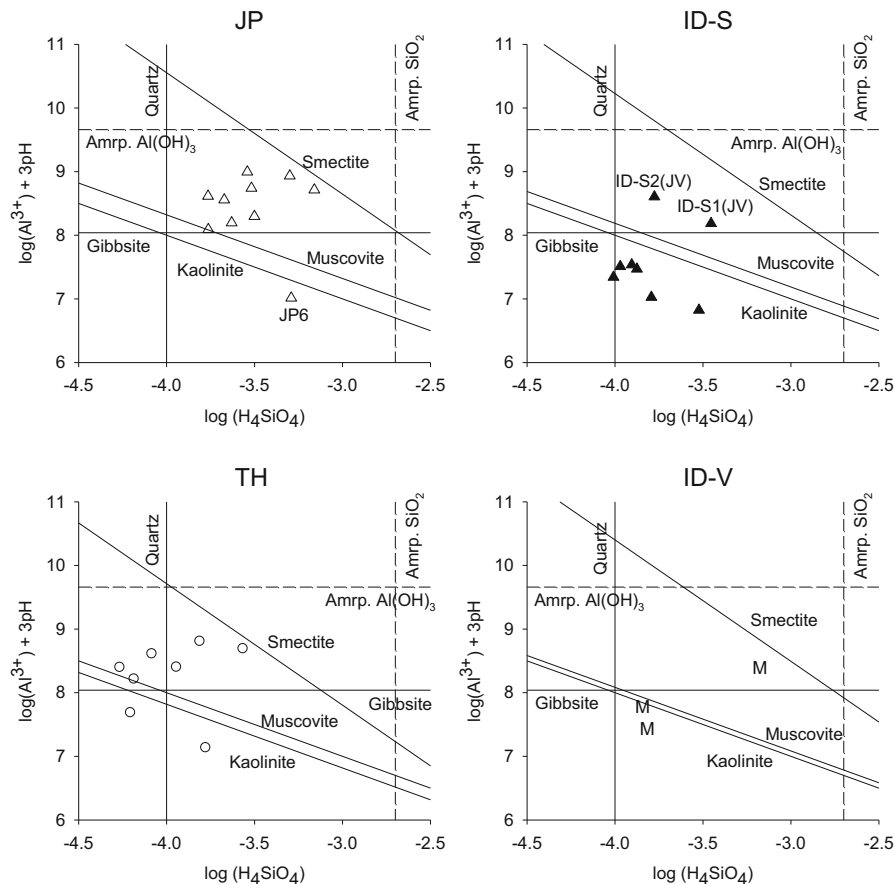 JP
11
10
9
8
7
6
log(Al³⁺) + 3pH
Quartz
Amrp. SiO₂
Amrp. Al(OH)₃
Smectite
Gibbsite
Muscovite
Kaolinite
JP6
-4.5 -4.0 -3.5 -3.0 -2.5
log (H₄SiO₄)
ID-S
11
10
9
8
7
6
log(Al³⁺) + 3pH
Quartz
Amrp. SiO₂
Amrp. Al(OH)₃
ID-S2(JV)
Smectite
ID-S1(JV)
Gibbsite
Muscovite
Kaolinite
-4.5 -4.0 -3.5 -3.0 -2.5
log (H₄SiO₄)
TH
11
10
9
8
7
6
log(Al³⁺) + 3pH
Quartz
Amrp. SiO₂
Amrp. Al(OH)₃
Smectite
Gibbsite
Muscovite
Kaolinite
-4.5 -4.0 -3.5 -3.0 -2.5
log (H₄SiO₄)
ID-V
11
10
9
8
7
6
log(Al³⁺) + 3pH
Quartz
Amrp. SiO₂
Amrp. Al(OH)₃
Smectite
M
Gibbsite
M
M
Muscovite
Kaolinite
-4.5 -4.0 -3.5 -3.0 -2.5
log (H₄SiO₄)